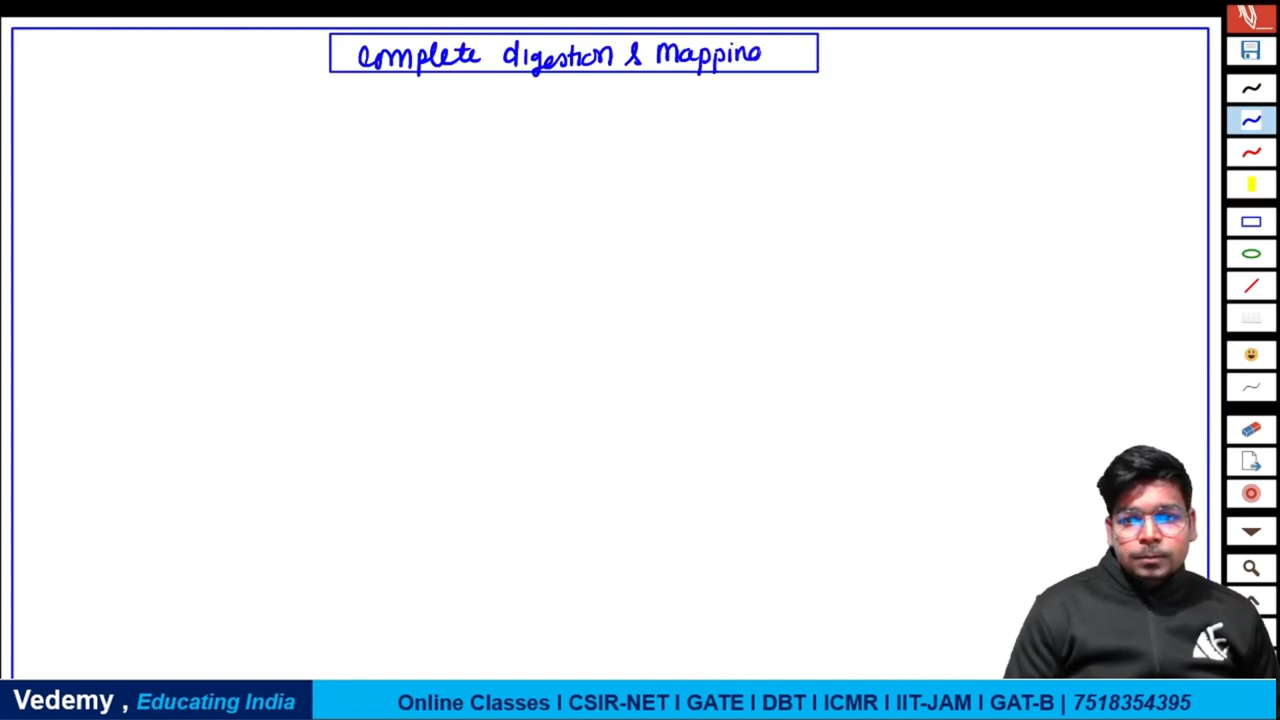 Complete digestion & Mapping
Vedemy , Educating India
Online Classes I CSIR-NET I GATE I DBT I ICMR I IIT-JAM I GAT-B | 7518354395